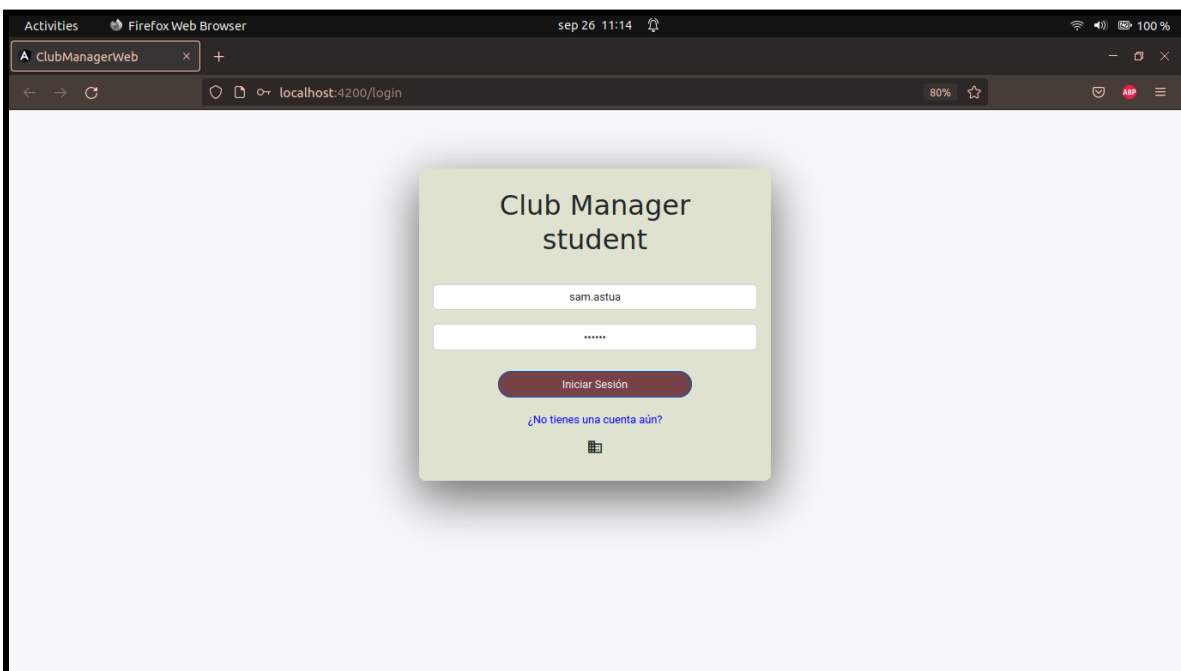 Activities Firefox Web Browser sep 26 11:14 100 %
A ClubManagerWeb × +
localhost:4200/login 80% ABP
Club Manager
student
sam.astua
••••••
Iniciar Sesión
¿No tienes una cuenta aún?